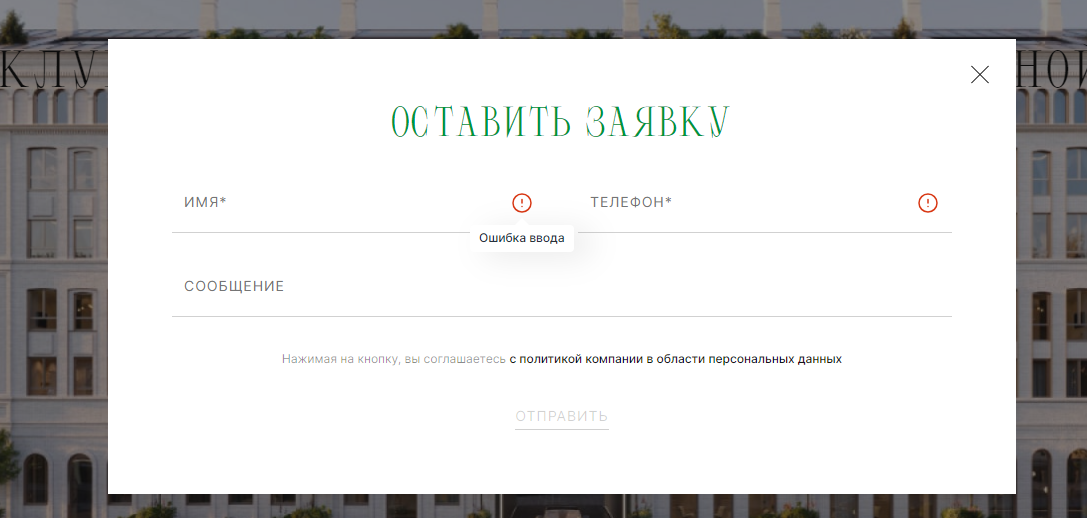 КЛУ
НОЙ
ОСТАВИТЬ ЗАЯВКУ
ИМЯ*
ТЕЛЕФОН*
Ошибка ввода
СООБЩЕНИЕ
Нажимая на кнопку, вы соглашаетесь с политикой компании в области персональных данных
ОТПРАВИТЬ